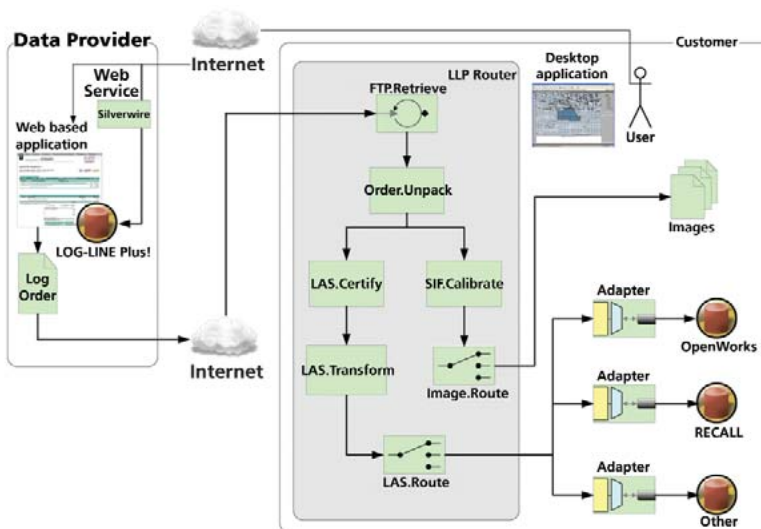 Data Provider
Internet
Web
Service
Silverwire
Web based
application
LOG-LINE Plus!
Log
Order
Internet
Customer
LLP Router
FTP.Retrieve
Desktop
application
User
Order.Unpack
Images
LAS.Certify
SIF.Calibrate
LAS.Transform
Image.Route
LAS.Route
Adapter
OpenWorks
Adapter
RECALL
Adapter
Other